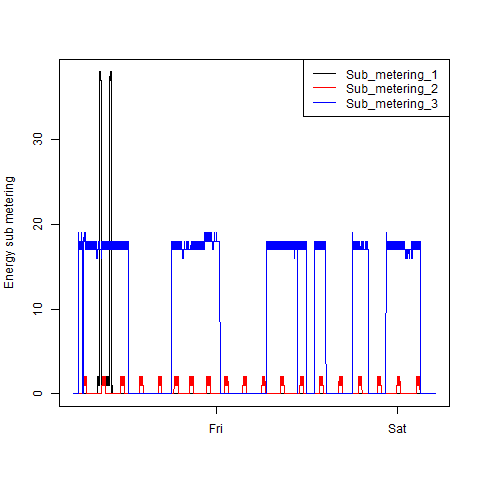 Sub_metering_1
Sub_metering_2
Sub_metering_3
Energy sub metering
30
20
10
0
Fri
Sat